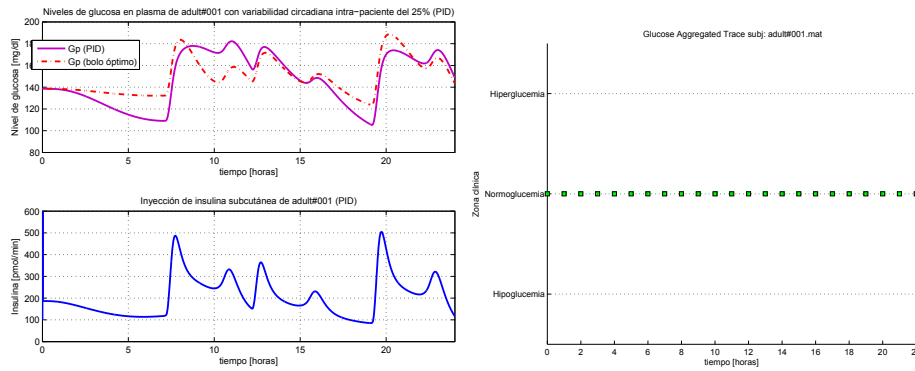 Niveles de glucosa en plasma de adult#001 con variabilidad circadiana intra-paciente del 25% (PID)
200
180
160
140
120
100
80
Nivel de glucosa [mg/dl]
Gp (PID)
Gp (bolo óptimo)
0 5 10 15 20
tiempo [horas]
Inyección de insulina subcutánea de adult#001 (PID)
600
500
400
300
200
100
0
Insulina [pmol/min]
0 5 10 15 20
tiempo [horas]
Glucose Aggregated Trace subj: adult#001.mat
Hiperglucemia
Normoglucemia
Hipoglucemia
Zona clínica
0 2 4 6 8 10 12 14 16 18 20 22
tiempo [horas]